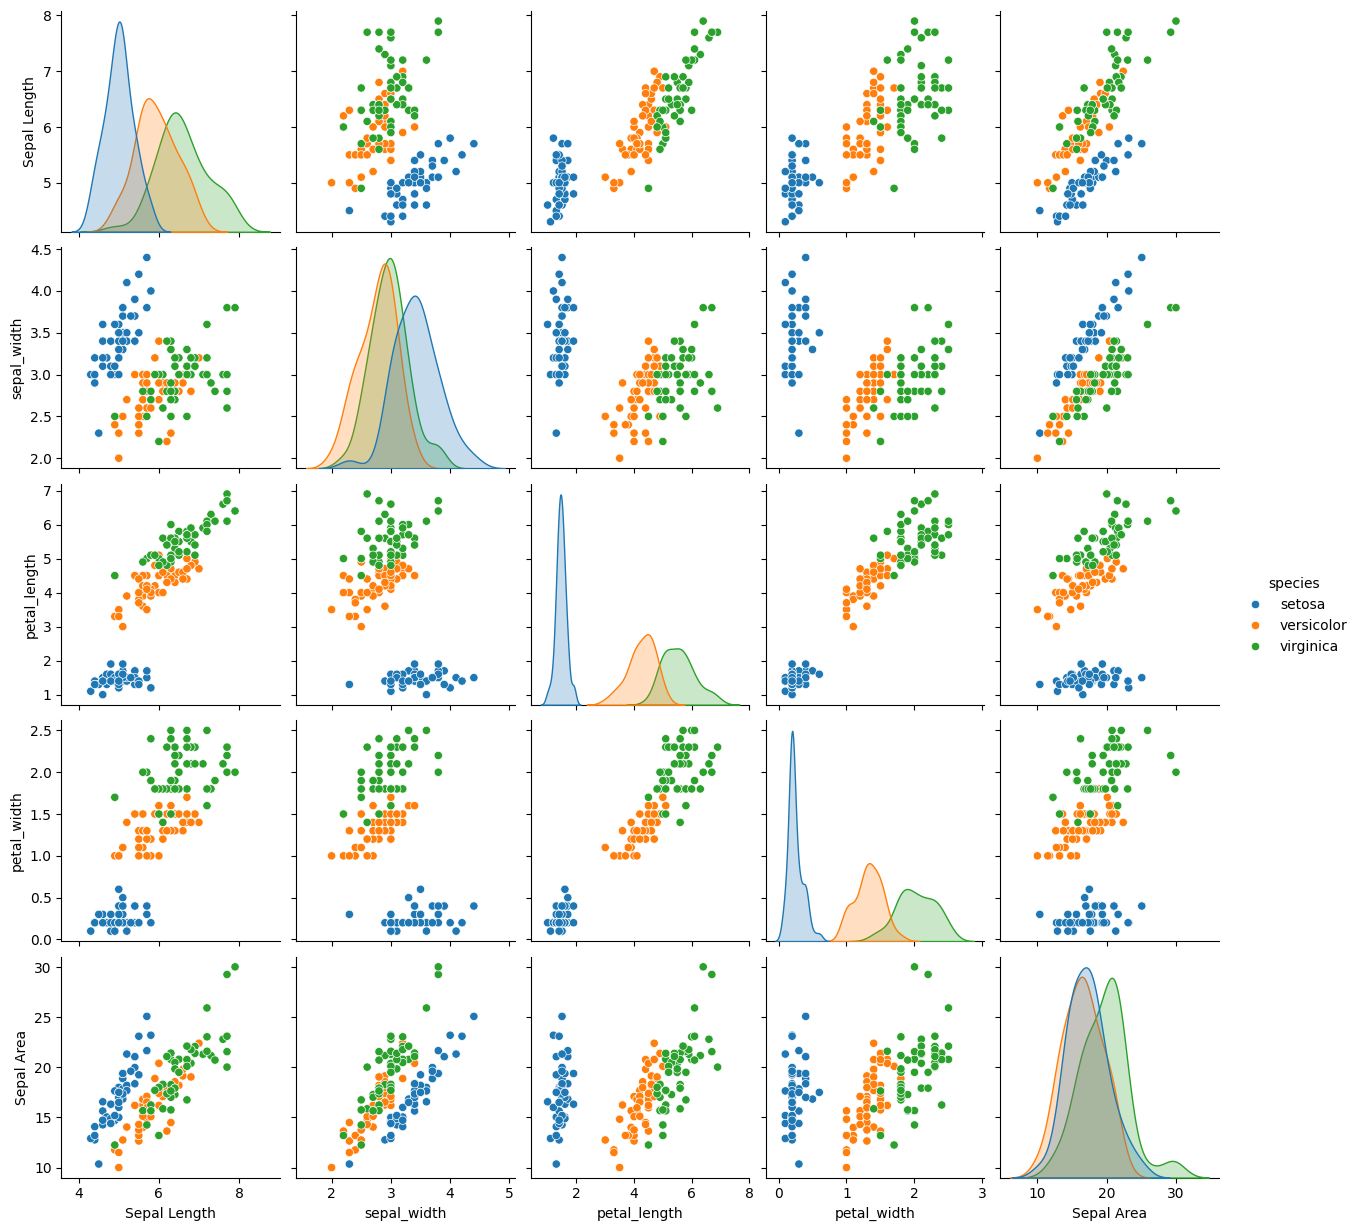 8
7
6
5
Sepal Length
4.5
4.0
3.5
3.0
2.5
2.0
sepal_width
7
6
5
4
3
2
1
petal_length
species
setosa
versicolor
virginica
2.5
2.0
1.5
1.0
0.5
0.0
petal_width
30
25
20
15
10
Sepal Area
4 6 8 2 3 4 5 2 4 6 8 0 1 2 3 10 20 30
Sepal Length sepal_width petal_length petal_width Sepal Area